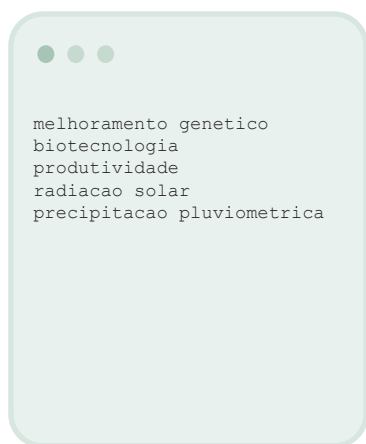 melhoramento genetico
biotecnologia
produtividade
radiacao solar
precipitacao pluviometrica